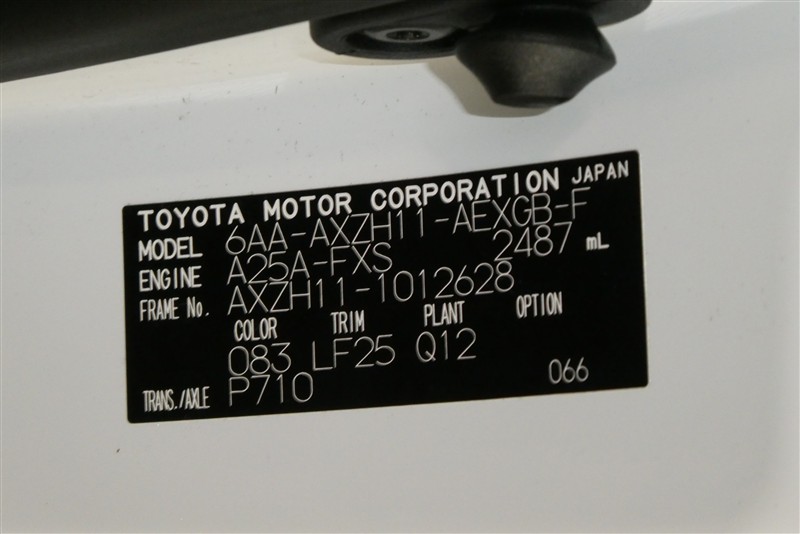 TOYOTA MOTOR CORPORATION JAPAN
MODEL 6AA-AXZH11-AEXGB-F
ENGINE A25A-FXS 2487 mL
FRAME No. AXZH11-1012628
COLOR TRIM PLANT OPTION
083 LF25 Q12
TRANS./AXLE P710 066